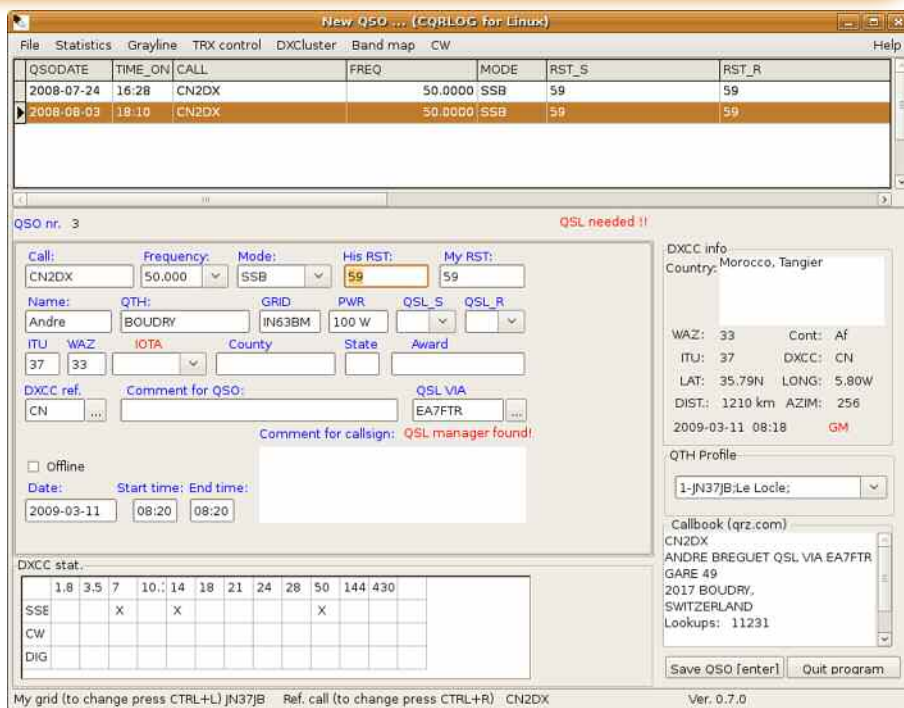 New QSO ... (CQRLOG for Linux)
File Statistics Grayline TRX control DXCluster Band map CW Help
QSODATE TIME_ON CALL FREQ MODE RST_S RST_R
2008-07-24 16:28 CN2DX 50.0000 SSB 59 59
2008-08-03 18:10 CN2DX 50.0000 SSB 59 59
QSO nr. 3 QSL needed !!
Call: Frequency: Mode: His RST: My RST:
CN2DX 50.000 SSB 59 59
Name: QTH: GRID PWR QSL_S QSL_R
Andre BOUDRY IN63BM 100 W
ITU WAZ IOTA County State Award
37 33
DXCC ref. Comment for QSO: QSL VIA
CN ... EA7FTR ...
Comment for callsign: QSL manager found!
Offline
Date: Start time: End time:
2009-03-11 08:20 08:20
DXCC stat.
1.8 3.5 7 10.: 14 18 21 24 28 50 144 430
SSE X X X
CW
DIG
DXCC info
Country: Morocco, Tangier
WAZ: 33 Cont: Af
ITU: 37 DXCC: CN
LAT: 35.79N LONG: 5.80W
DIST.: 1210 km AZIM: 256
2009-03-11 08:18 GM
QTH Profile
1-JN37JB;Le Locle;
Callbook (qrz.com)
CN2DX
ANDRE BREGUET QSL VIA EA7FTR
GARE 49
2017 BOUDRY,
SWITZERLAND
Lookups: 11231
Save QSO [enter] Quit program
My grid (to change press CTRL+L) JN37JB Ref. call (to change press CTRL+R) CN2DX Ver. 0.7.0